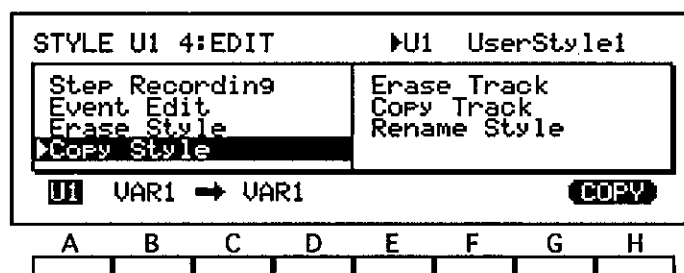 STYLE U1 4:EDIT ▶U1 UserStyle1
Step Recording Erase Track
Event Edit Copy Track
Erase Style Rename Style
▶Copy Style
U1 VAR1 ➡ VAR1 COPY
A B C D E F G H